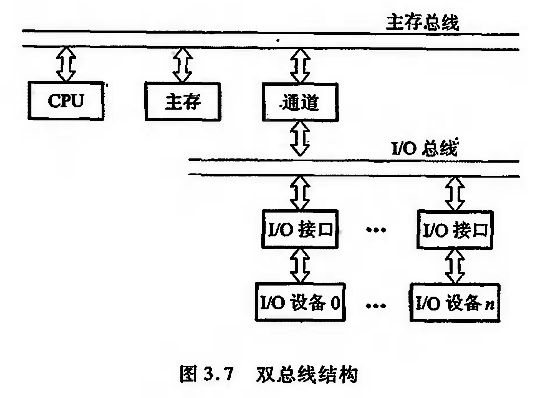 主存总线
CPU 主存 通道
I/O 总线
I/O 接口 ... I/O 接口
I/O 设备 0 ... I/O 设备 n
图 3.7 双总线结构